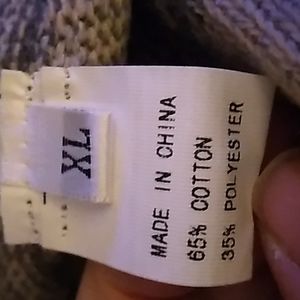 XL
MADE IN CHINA
65% COTTON
35% POLYESTER